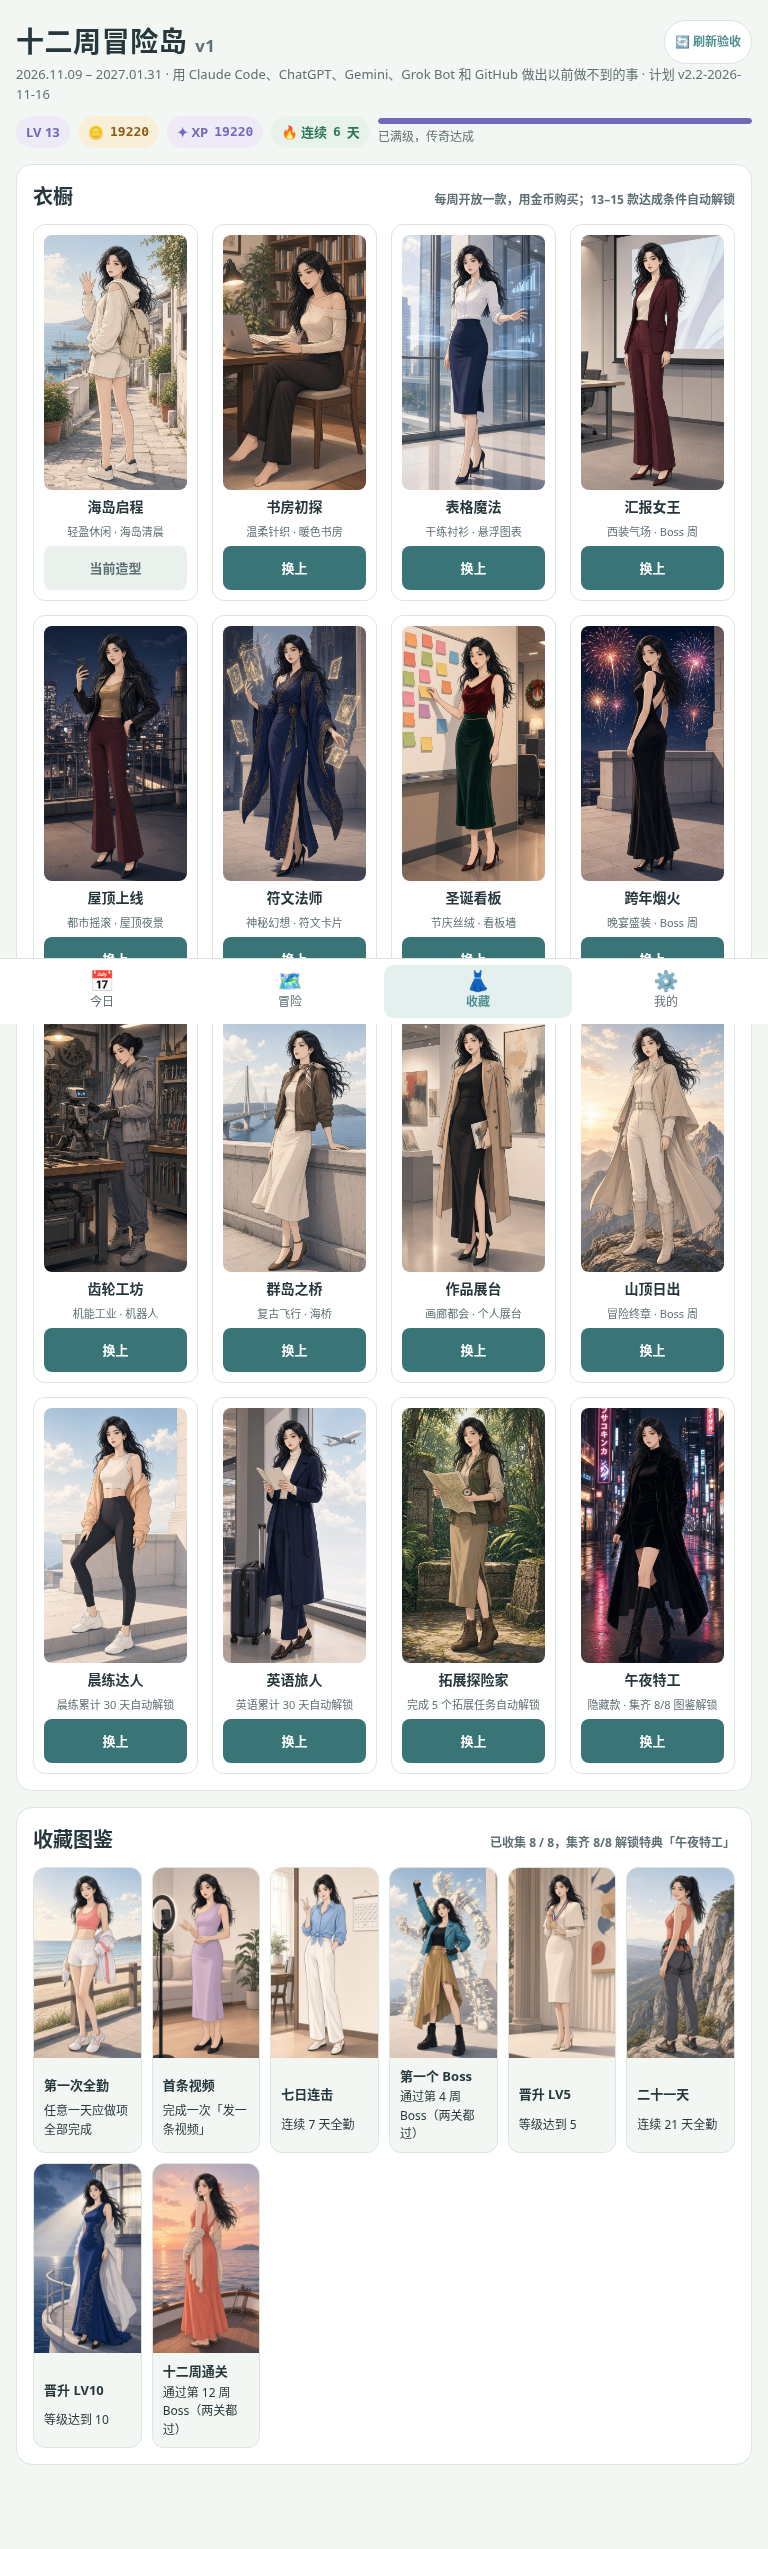 十二周冒险岛 v1
刷新验收
2026.11.09 – 2027.01.31 · 用 Claude Code、ChatGPT、Gemini、Grok Bot 和 GitHub 做出以前做不到的事 · 计划 v2.2-2026-
11-16
LV 13
19220
✦ XP 19220
连续 6 天
已满级，传奇达成
衣橱
每周开放一款，用金币购买；13–15 款达成条件自动解锁
海岛启程
书房初探
表格魔法
汇报女王
轻盈休闲 · 海岛清晨
温柔针织 · 暖色书房
干练衬衫 · 悬浮图表
西装气场 · Boss 周
当前造型
换上
换上
换上
屋顶上线
符文法师
圣诞看板
跨年烟火
都市摇滚 · 屋顶夜景
神秘幻想 · 符文卡片
节庆丝绒 · 看板墙
晚宴盛装 · Boss 周
换上
换上
换上
换上
今日
冒险
收藏
我的
齿轮工坊
群岛之桥
作品展台
山顶日出
机能工业 · 机器人
复古飞行 · 海桥
画廊都会 · 个人展台
冒险终章 · Boss 周
换上
换上
换上
换上
晨练达人
英语旅人
拓展探险家
午夜特工
晨练累计 30 天自动解锁
英语累计 30 天自动解锁
完成 5 个拓展任务自动解锁
隐藏款 · 集齐 8/8 图鉴解锁
换上
换上
换上
换上
收藏图鉴
已收集 8 / 8，集齐 8/8 解锁特典「午夜特工」
第一次全勤
任意一天应做项
全部完成
首条视频
完成一次「发一
条视频」
七日连击
连续 7 天全勤
第一个 Boss
通过第 4 周
Boss（两关都
过）
晋升 LV5
等级达到 5
二十一天
连续 21 天全勤
晋升 LV10
等级达到 10
十二周通关
通过第 12 周
Boss（两关都
过）